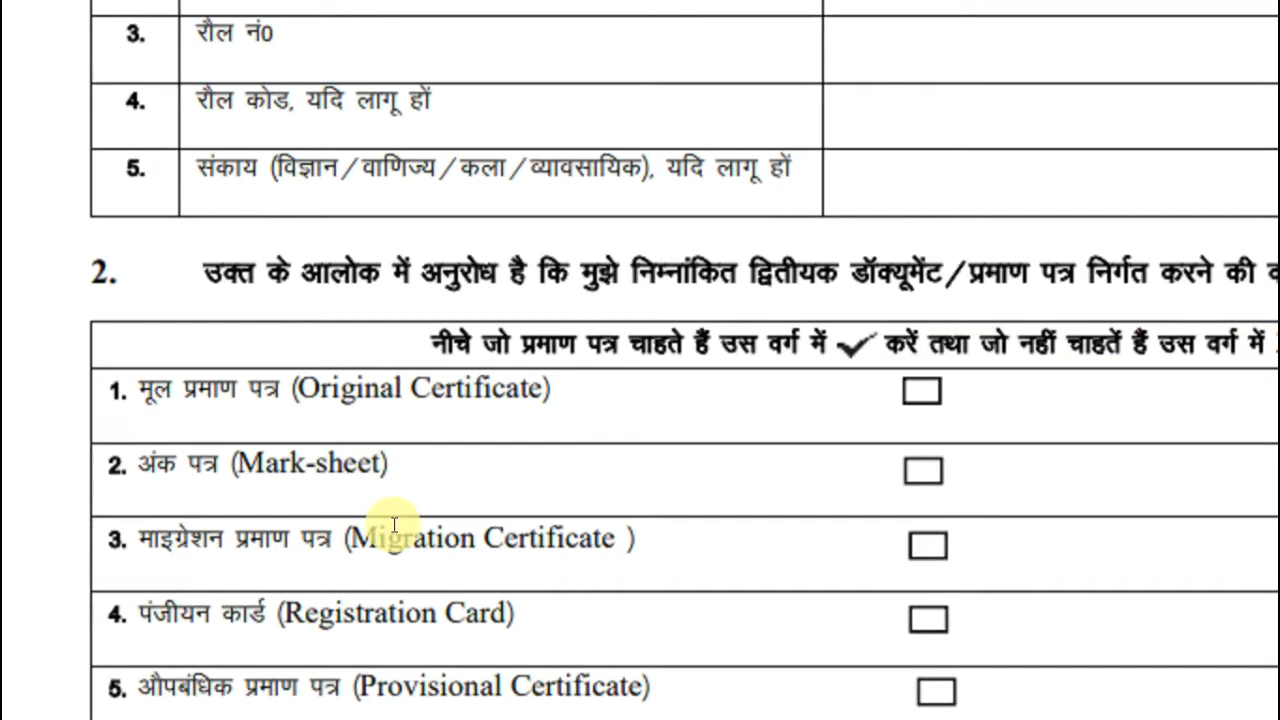 3. रौल नं0
4. रौल कोड, यदि लागू हों
5. संकाय (विज्ञान/वाणिज्य/कला/व्यावसायिक), यदि लागू हों
2. उक्त के आलोक में अनुरोध है कि मुझे निम्नांकित द्वितीयक डॉक्यूमेंट/प्रमाण पत्र निर्गत करने की
नीचे जो प्रमाण पत्र चाहते हैं उस वर्ग में ✓ करें तथा जो नहीं चाहतें हैं उस वर्ग में
1. मूल प्रमाण पत्र (Original Certificate)
2. अंक पत्र (Mark-sheet)
3. माइग्रेशन प्रमाण पत्र (Migration Certificate )
4. पंजीयन कार्ड (Registration Card)
5. औपबंधिक प्रमाण पत्र (Provisional Certificate)